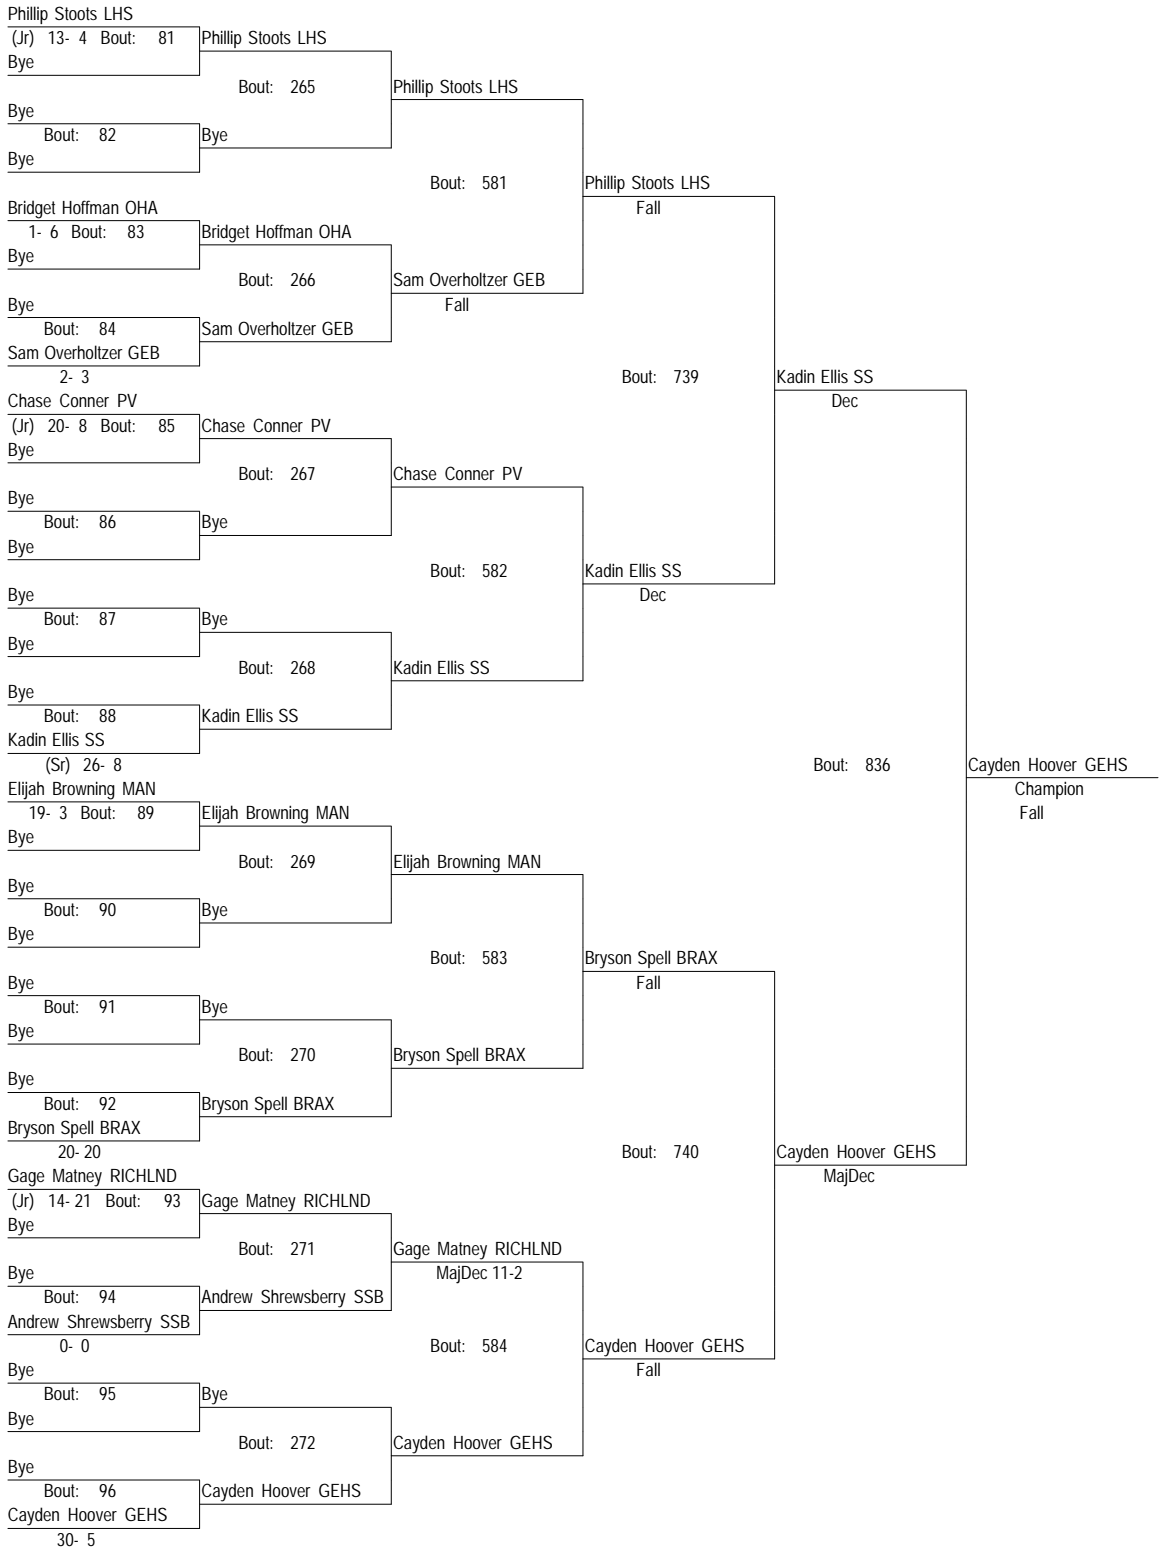 Phillip Stoots LHS
(Jr) 13- 4 Bout: 81 Phillip Stoots LHS
Bye
Bout: 265 Phillip Stoots LHS
Bye
Bout: 82 Bye
Bye
Bout: 581 Phillip Stoots LHS
Bridget Hoffman OHA Fall
1- 6 Bout: 83 Bridget Hoffman OHA
Bye
Bout: 266 Sam Overholtzer GEB
Bye Fall
Bout: 84 Sam Overholtzer GEB
Sam Overholtzer GEB
2- 3 Bout: 739 Kadin Ellis SS
Chase Conner PV Dec
(Jr) 20- 8 Bout: 85 Chase Conner PV
Bye
Bout: 267 Chase Conner PV
Bye
Bout: 86 Bye
Bye
Bout: 582 Kadin Ellis SS
Bye Dec
Bout: 87 Bye
Bye
Bout: 268 Kadin Ellis SS
Bye
Bout: 88 Kadin Ellis SS
Kadin Ellis SS
(Sr) 26- 8 Bout: 836 Cayden Hoover GEHS
Elijah Browning MAN Champion
19- 3 Bout: 89 Elijah Browning MAN Fall
Bye
Bout: 269 Elijah Browning MAN
Bye
Bout: 90 Bye
Bye
Bout: 583 Bryson Spell BRAX
Bye Fall
Bout: 91 Bye
Bye
Bout: 270 Bryson Spell BRAX
Bye
Bout: 92 Bryson Spell BRAX
Bryson Spell BRAX
20- 20 Bout: 740 Cayden Hoover GEHS
Gage Matney RICHLND MajDec
(Jr) 14- 21 Bout: 93 Gage Matney RICHLND
Bye
Bout: 271 Gage Matney RICHLND
Bye MajDec 11-2
Bout: 94 Andrew Shrewsberry SSB
Andrew Shrewsberry SSB
0- 0 Bout: 584 Cayden Hoover GEHS
Bye Fall
Bout: 95 Bye
Bye
Bout: 272 Cayden Hoover GEHS
Bye
Bout: 96 Cayden Hoover GEHS
Cayden Hoover GEHS
30- 5